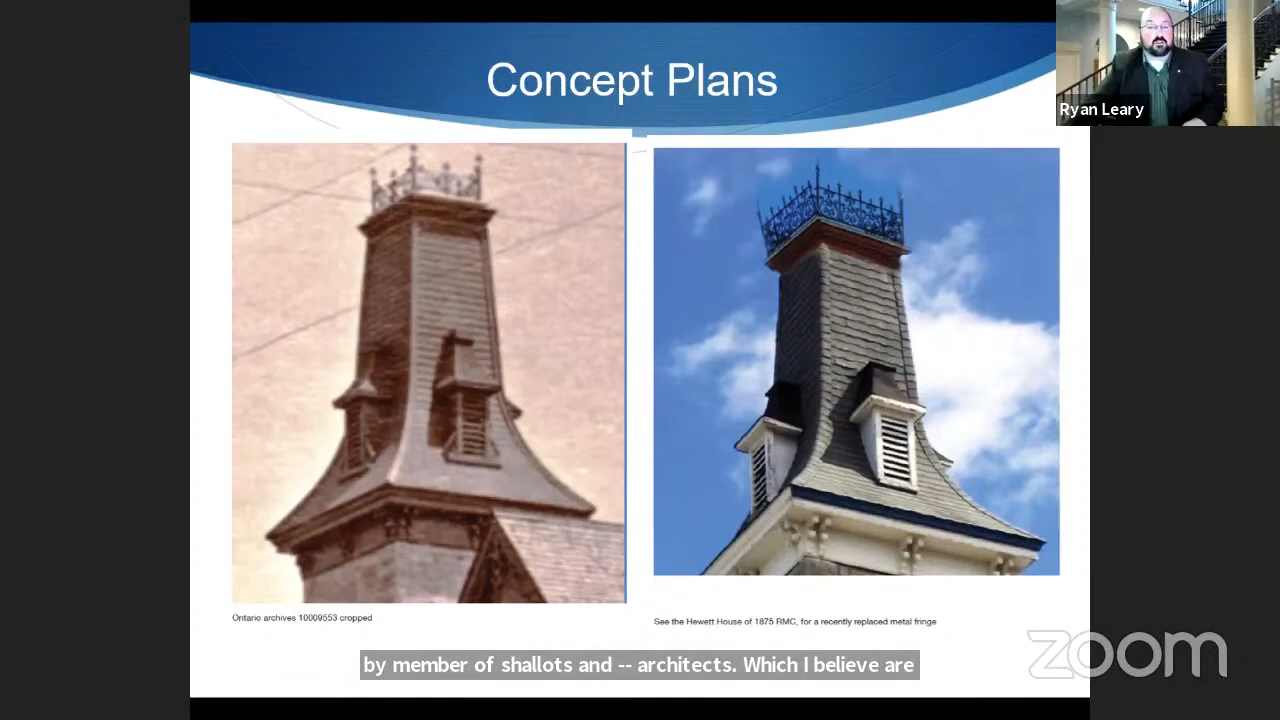 Concept Plans
Ryan Leary
Ontario archives 10009553 cropped
See the Hewett House of 1875 RMC, for a recently replaced metal fringe
by member of shallots and -- architects. Which I believe are
zoom